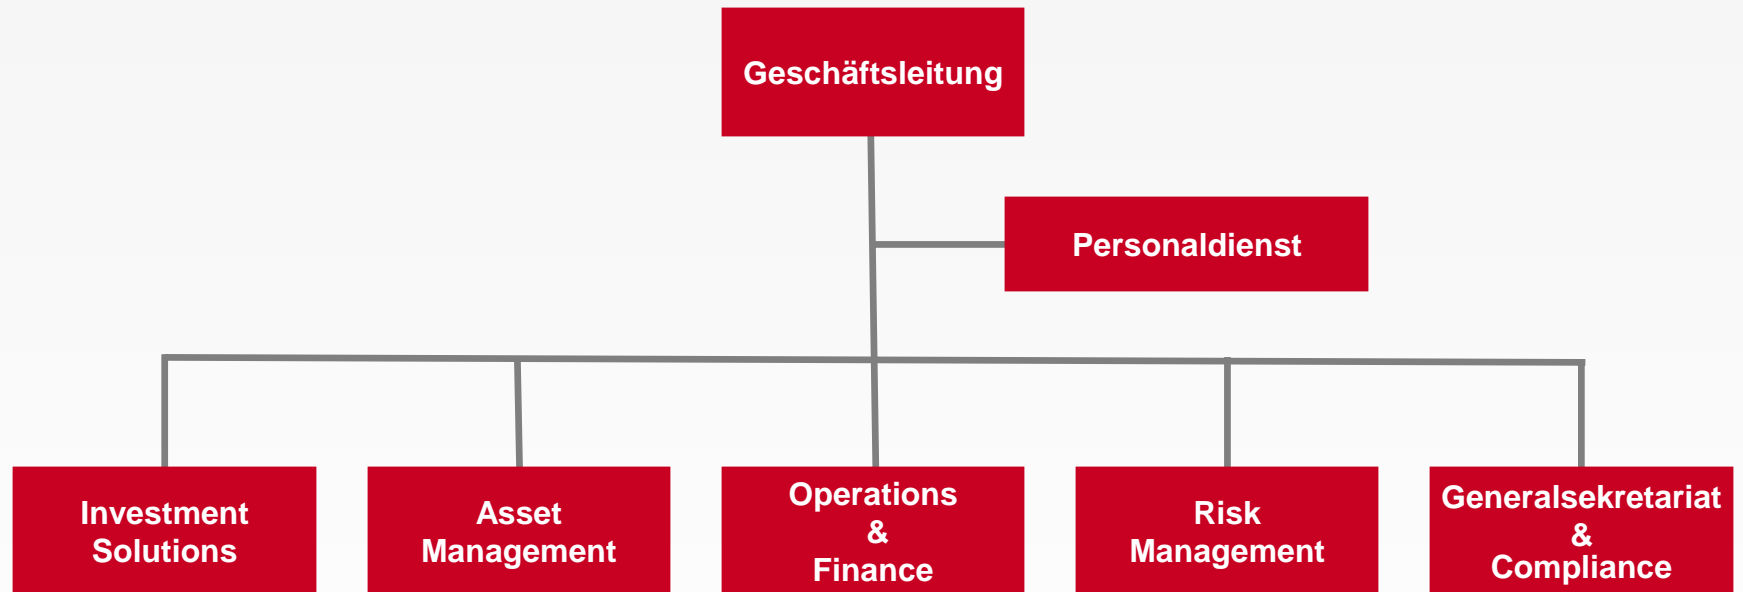 Geschäftsleitung
Personaldienst
Investment
Solutions
Asset
Management
Operations
&
Finance
Risk
Management
Generalsekretariat
&
Compliance